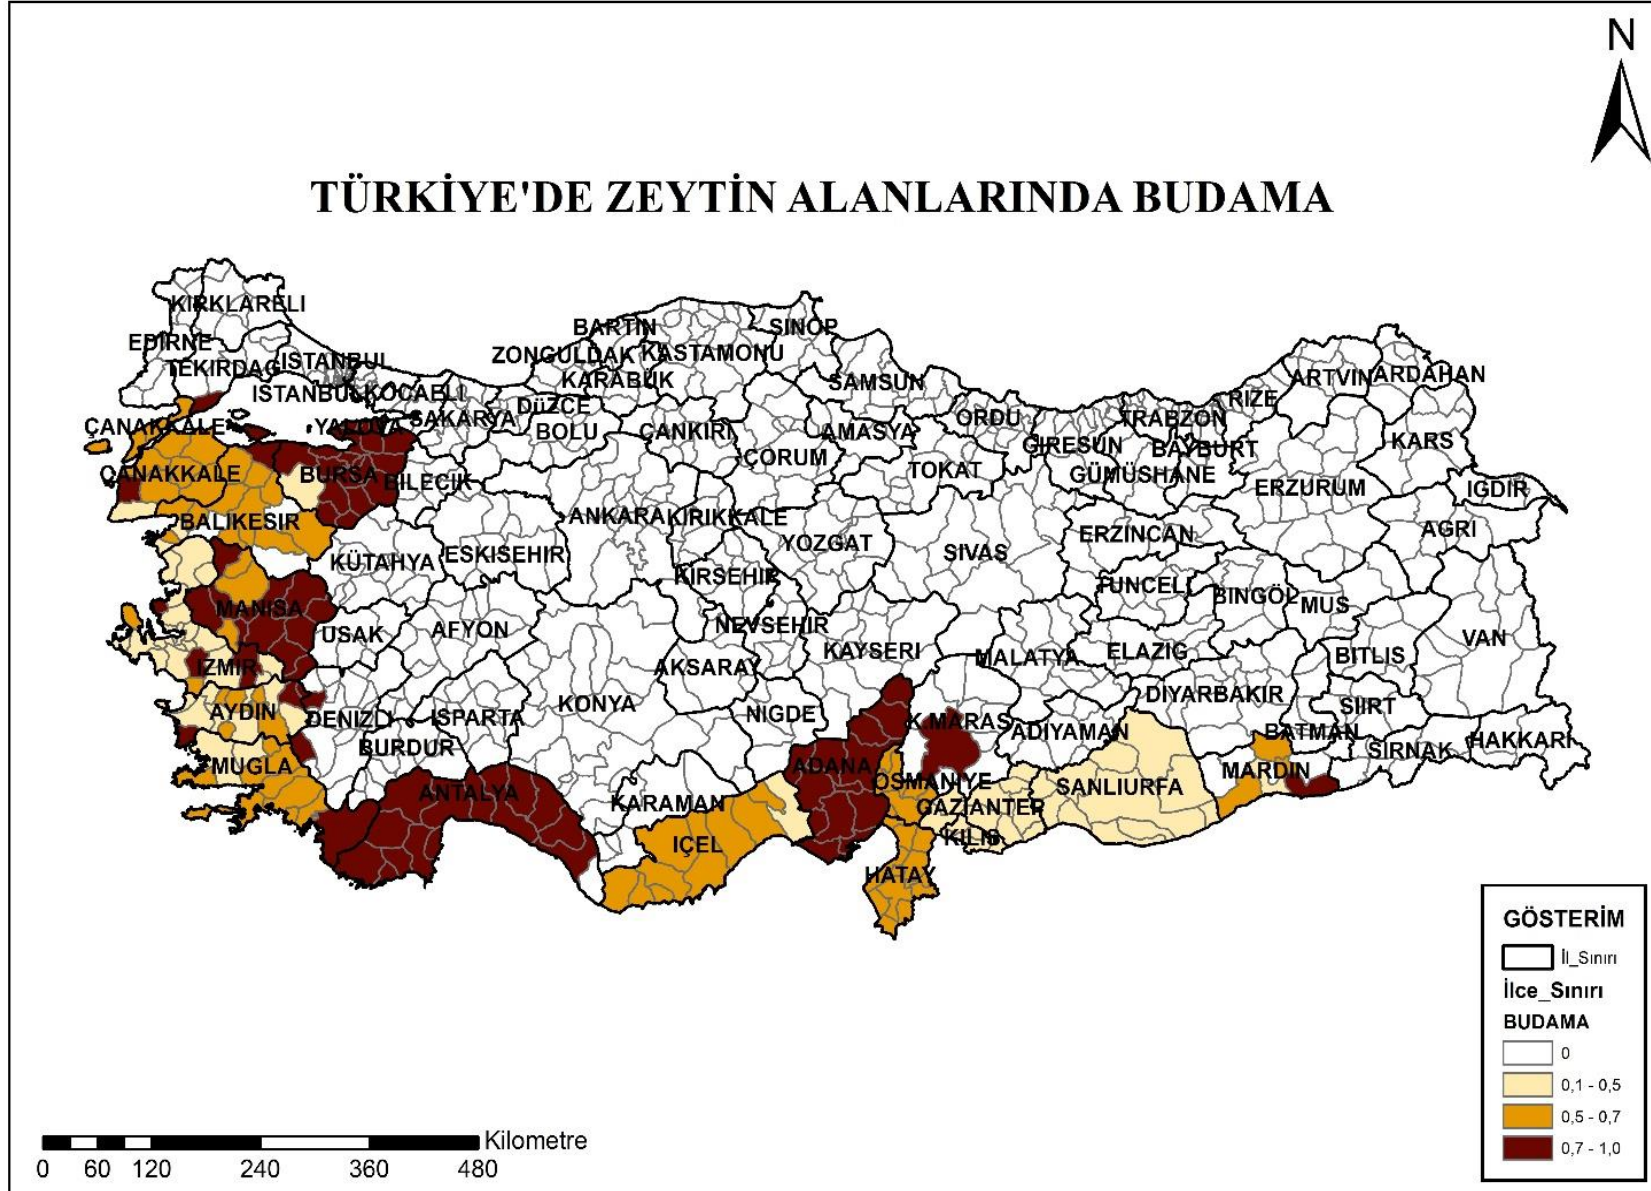 N
TÜRKİYE'DE ZEYTİN ALANLARINDA BUDAMA
KIRKLARELI
EDIRNE
TEKIRDAG
ISTANBUL
ISTANBUL
KOCAELI
YALOVA
SAKARYA
ÇANAKKALE
ÇANAKKALE
BURSA
BILECIK
BALIKESIR
BARTIN
ZONGULDAK
KASTAMONU
SINOP
KARABÜK
DüZCE
BOLU
ÇANKIRI
SAMSUN
AMASYA
ÇORUM
TOKAT
ORDU
GIRESUN
TRABZON
RIZE
ARTVIN
ARDAHAN
BAYBURT
GÜMÜSHANE
KARS
ERZURUM
IGDIR
AGRI
ERZINCAN
ANKARA
KIRIKKALE
YOZGAT
SIVAS
KÜTAHYA
ESKISEHIR
KIRSEHIR
TUNCELI
BINGÖL
MUS
VAN
MANISA
USAK
AFYON
NEVSEHIR
KAYSERI
MALATYA
ELAZIG
BITLIS
IZMIR
AKSARAY
KONYA
NIGDE
DIYARBAKIR
SIIRT
AYDIN
DENIZLI
ISPARTA
BURDUR
K.MARAS
ADIYAMAN
BATMAN
SIRNAK
HAKKARI
MUGLA
ANTALYA
KARAMAN
ADANA
OSMANIYE
GAZIANTEP
SANLIURFA
MARDIN
KILIS
IÇEL
HATAY
GÖSTERİM
İl_Sınırı
İlce_Sınırı
BUDAMA
0
0,1 - 0,5
0,5 - 0,7
0,7 - 1,0
Kilometre
0 60 120 240 360 480